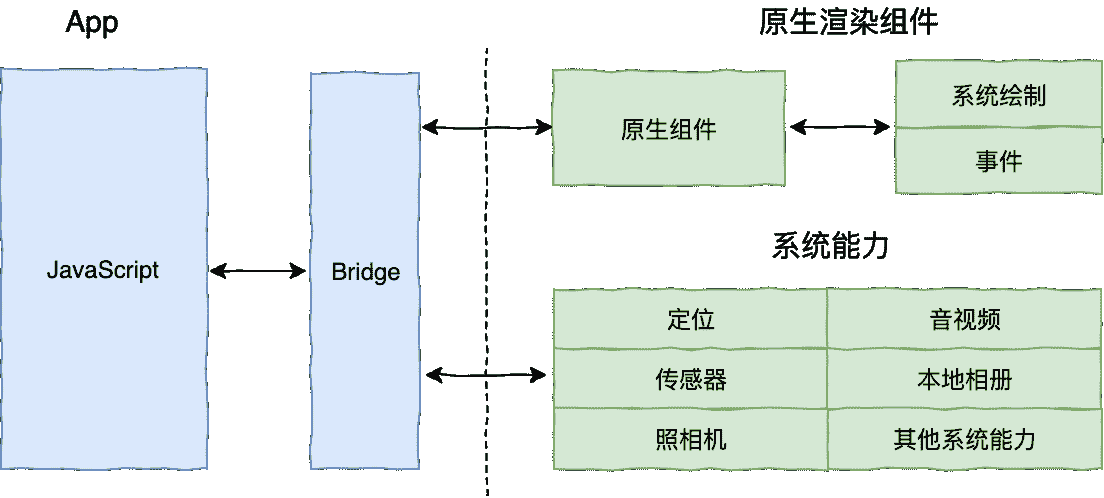 App
JavaScript
Bridge
原生渲染组件
原生组件
系统绘制
事件
系统能力
定位
音视频
传感器
本地相册
照相机
其他系统能力